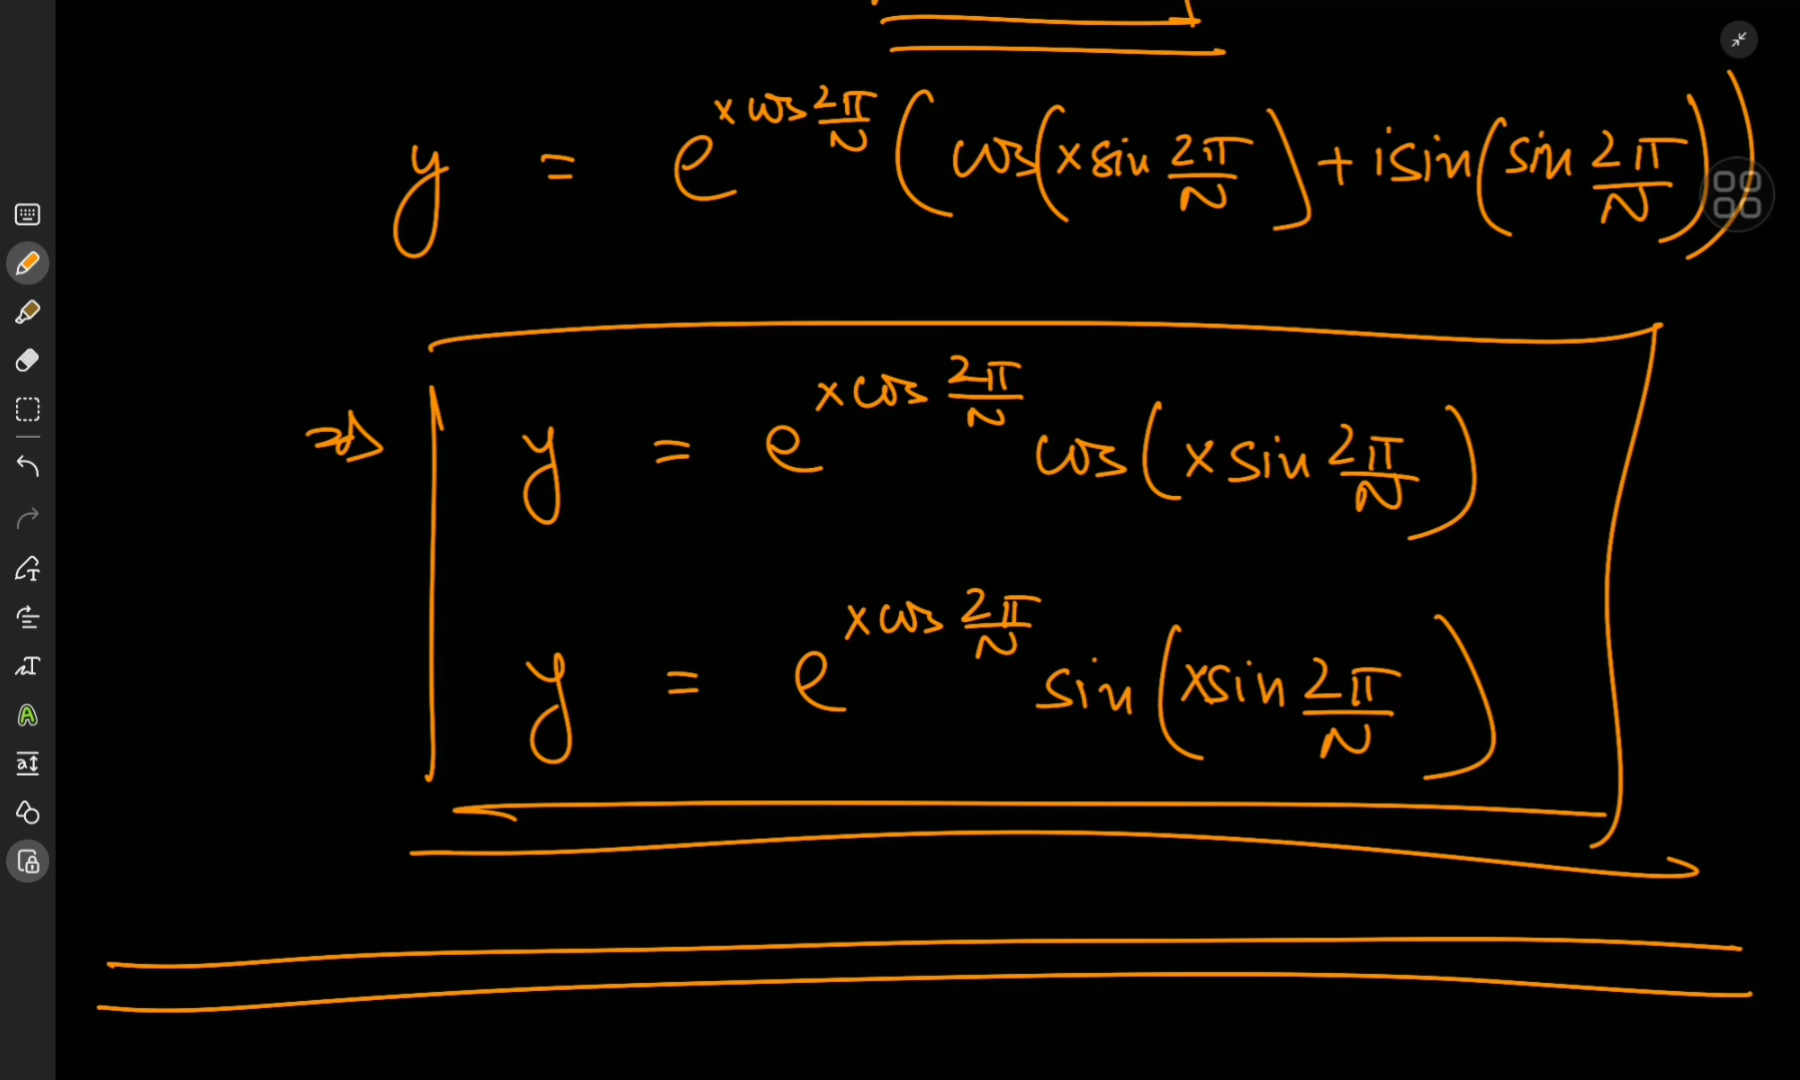 y = e^{x cos 2π/N} (cos(x sin 2π/N) + i sin(sin 2π/N))
⇒ y = e^{x cos 2π/N} cos(x sin 2π/N)
y = e^{x cos 2π/N} sin(x sin 2π/N)